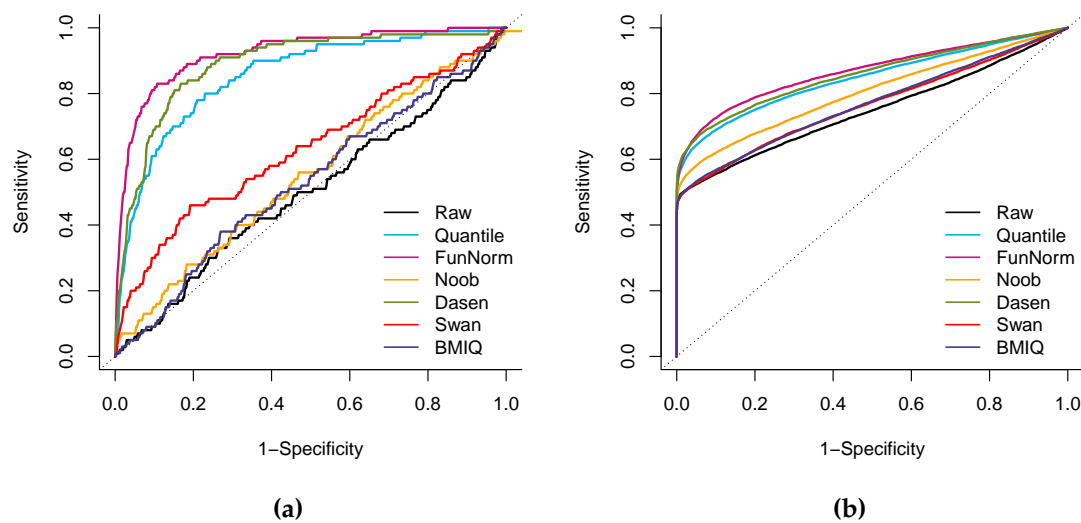 Sensitivity
0.0 0.2 0.4 0.6 0.8 1.0
Raw
Quantile
FunNorm
Noob
Dasen
Swan
BMIQ
0.0 0.2 0.4 0.6 0.8 1.0
1−Specificity
(a)
Sensitivity
0.0 0.2 0.4 0.6 0.8 1.0
Raw
Quantile
FunNorm
Noob
Dasen
Swan
BMIQ
0.0 0.2 0.4 0.6 0.8 1.0
1−Specificity
(b)